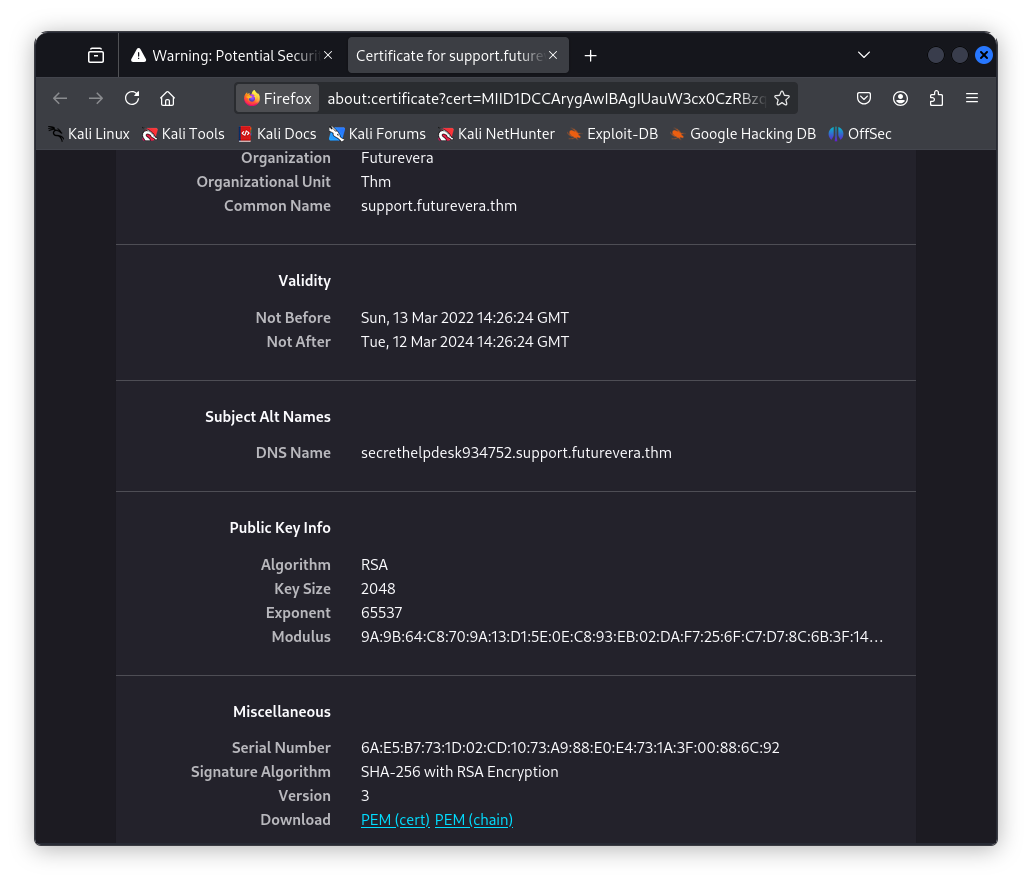 Warning: Potential Securi
Certificate for support.future
Firefox about:certificate?cert=MIID1DCCArygAwIBAgIUauW3cx0CzRBzq
Kali Linux Kali Tools Kali Docs Kali Forums Kali NetHunter Exploit-DB Google Hacking DB OffSec
Organization Futurevera
Organizational Unit Thm
Common Name support.futurevera.thm
Validity
Not Before Sun, 13 Mar 2022 14:26:24 GMT
Not After Tue, 12 Mar 2024 14:26:24 GMT
Subject Alt Names
DNS Name secrethelpdesk934752.support.futurevera.thm
Public Key Info
Algorithm RSA
Key Size 2048
Exponent 65537
Modulus 9A:9B:64:C8:70:9A:13:D1:5E:0E:C8:93:EB:02:DA:F7:25:6F:C7:D7:8C:6B:3F:14…
Miscellaneous
Serial Number 6A:E5:B7:73:1D:02:CD:10:73:A9:88:E0:E4:73:1A:3F:00:88:6C:92
Signature Algorithm SHA-256 with RSA Encryption
Version 3
Download PEM (cert) PEM (chain)